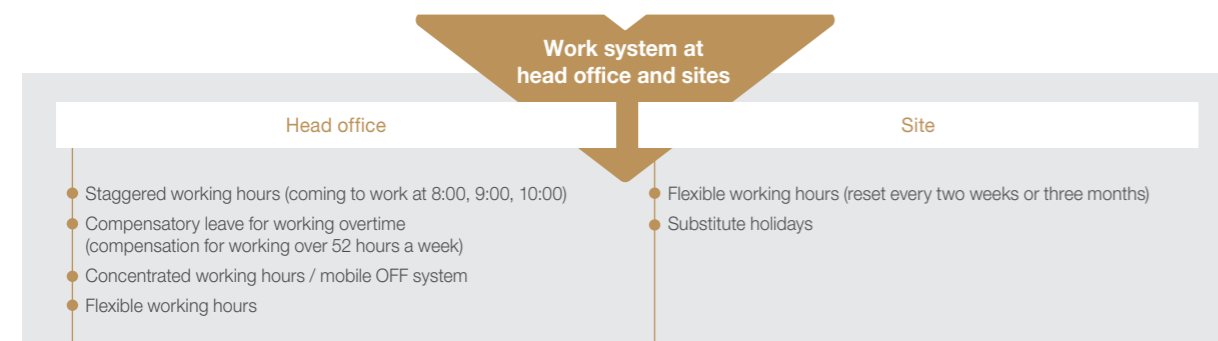 Work system at
head office and sites
Head office
Staggered working hours (coming to work at 8:00, 9:00, 10:00)
Compensatory leave for working overtime
(compensation for working over 52 hours a week)
Concentrated working hours / mobile OFF system
Flexible working hours
Site
Flexible working hours (reset every two weeks or three months)
Substitute holidays